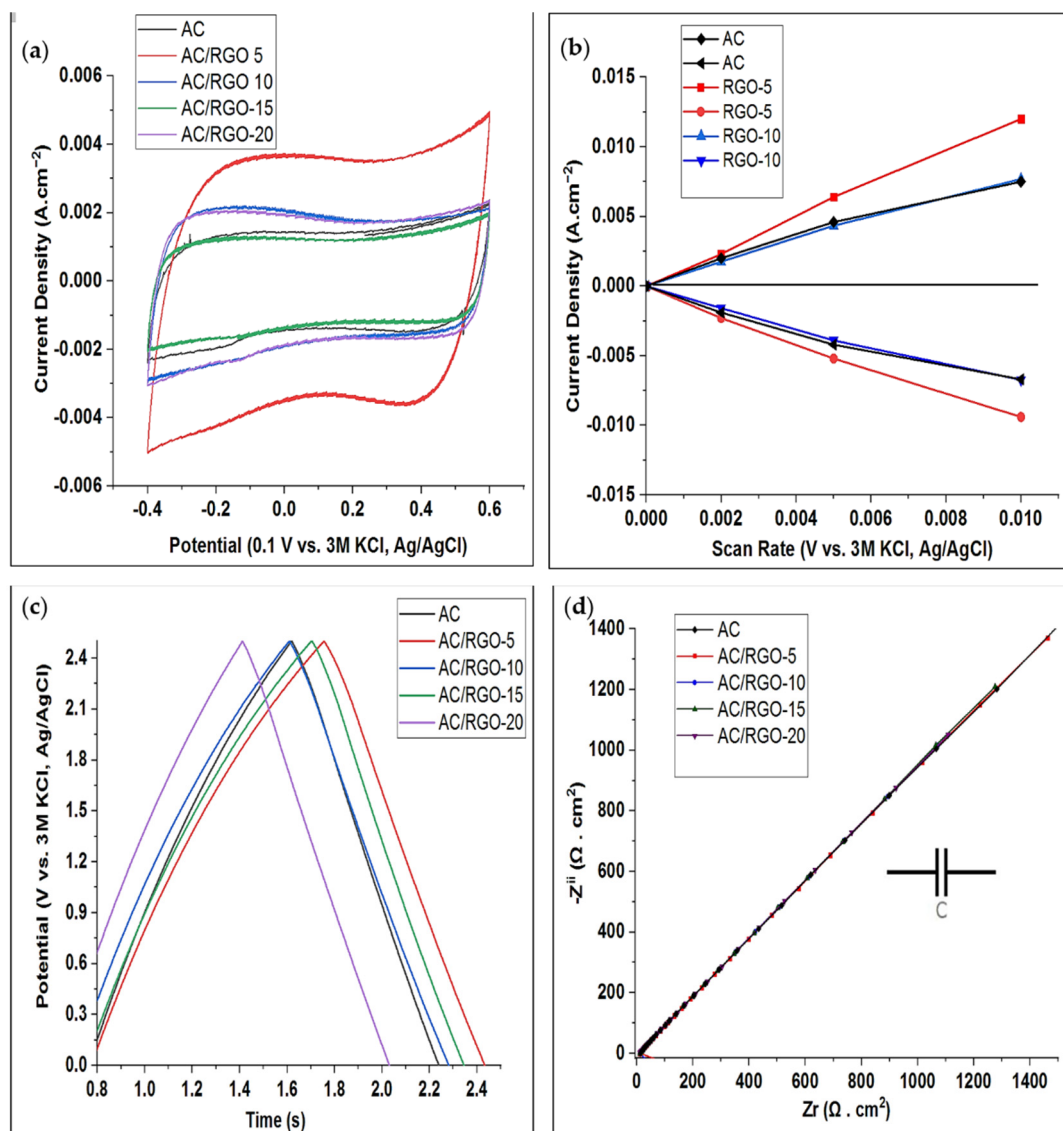 (a)
AC
AC/RGO 5
AC/RGO 10
AC/RGO-15
AC/RGO-20
0.006
0.004
0.002
0.000
-0.002
-0.004
-0.006
Current Density (A.cm⁻²)
-0.4 -0.2 0.0 0.2 0.4 0.6
Potential (0.1 V vs. 3M KCl, Ag/AgCl)
(b)
AC
AC
RGO-5
RGO-5
RGO-10
RGO-10
0.015
0.010
0.005
0.000
-0.005
-0.010
-0.015
Current Density (A.cm⁻²)
0.000 0.002 0.004 0.006 0.008 0.010
Scan Rate (V vs. 3M KCl, Ag/AgCl)
(c)
AC
AC/RGO-5
AC/RGO-10
AC/RGO-15
AC/RGO-20
2.4
2.1
1.8
1.5
1.2
0.9
0.6
0.3
0.0
Potential (V vs. 3M KCl, Ag/AgCl)
0.8 1.0 1.2 1.4 1.6 1.8 2.0 2.2 2.4
Time (s)
(d)
AC
AC/RGO-5
AC/RGO-10
AC/RGO-15
AC/RGO-20
1400
1200
1000
800
600
400
200
0
-Zⁱⁱ (Ω . cm²)
C
0 200 400 600 800 1000 1200 1400
Zr (Ω . cm²)